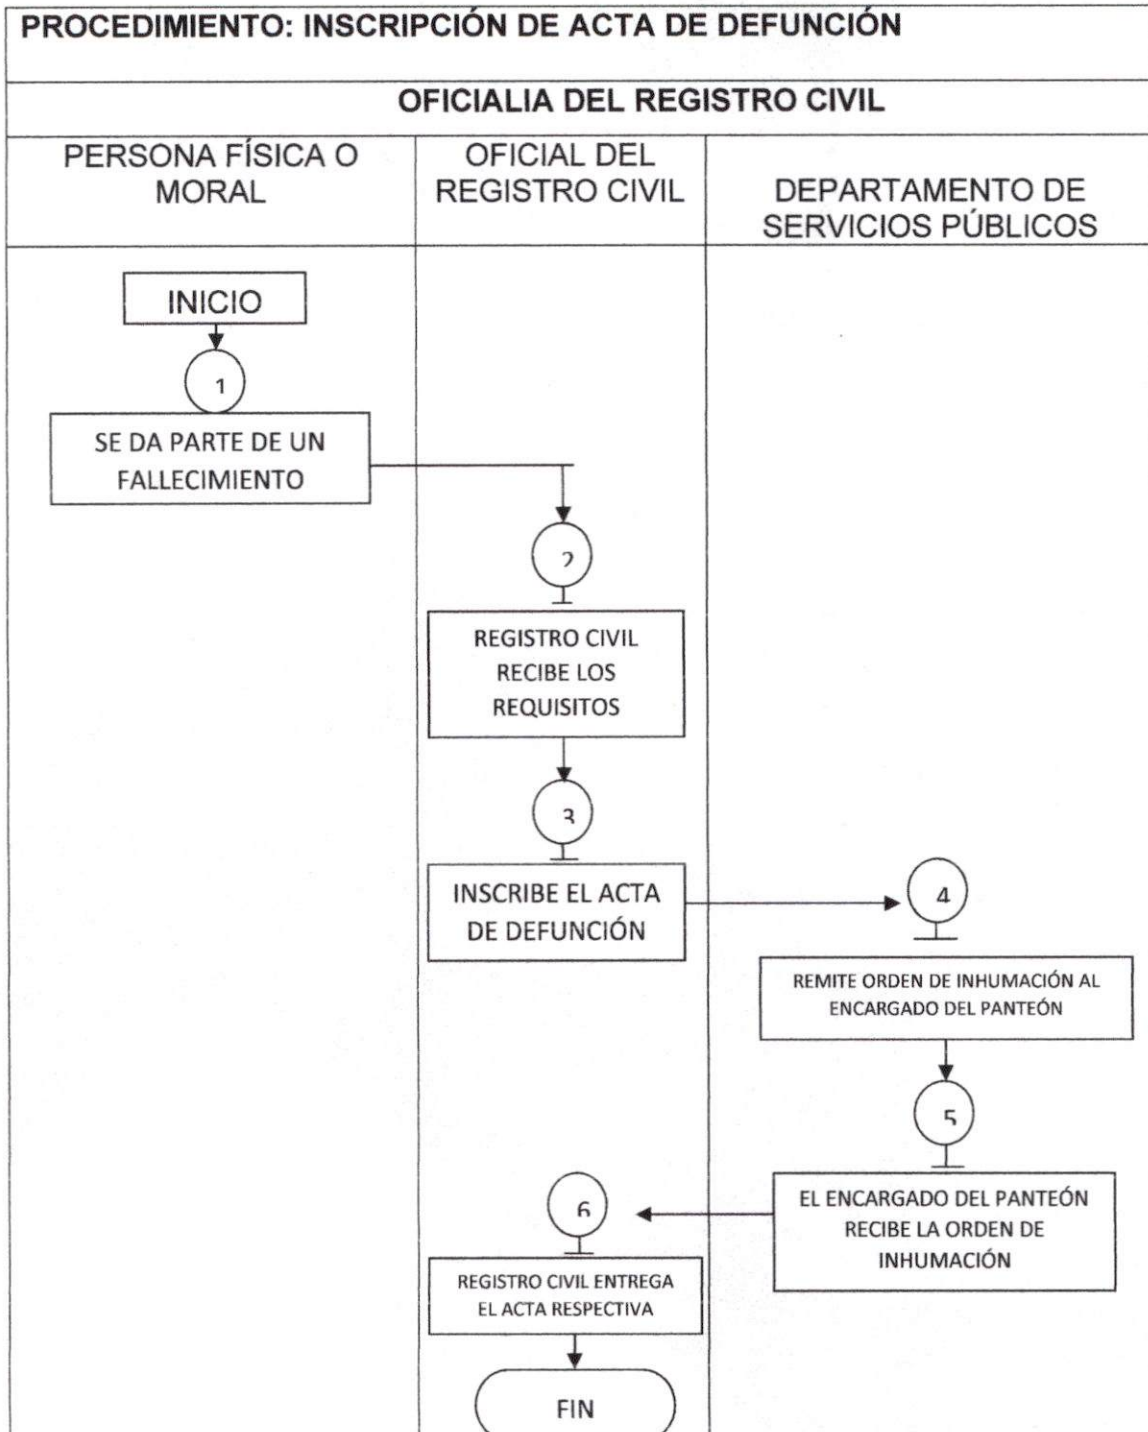 PROCEDIMIENTO: INSCRIPCIÓN DE ACTA DE DEFUNCIÓN
OFICIALIA DEL REGISTRO CIVIL
PERSONA FÍSICA O
MORAL
OFICIAL DEL
REGISTRO CIVIL
DEPARTAMENTO DE
SERVICIOS PÚBLICOS
INICIO
1
SE DA PARTE DE UN
FALLECIMIENTO
2
REGISTRO CIVIL
RECIBE LOS
REQUISITOS
3
INSCRIBE EL ACTA
DE DEFUNCIÓN
4
REMITE ORDEN DE INHUMACIÓN AL
ENCARGADO DEL PANTEÓN
5
EL ENCARGADO DEL PANTEÓN
RECIBE LA ORDEN DE
INHUMACIÓN
6
REGISTRO CIVIL ENTREGA
EL ACTA RESPECTIVA
FIN